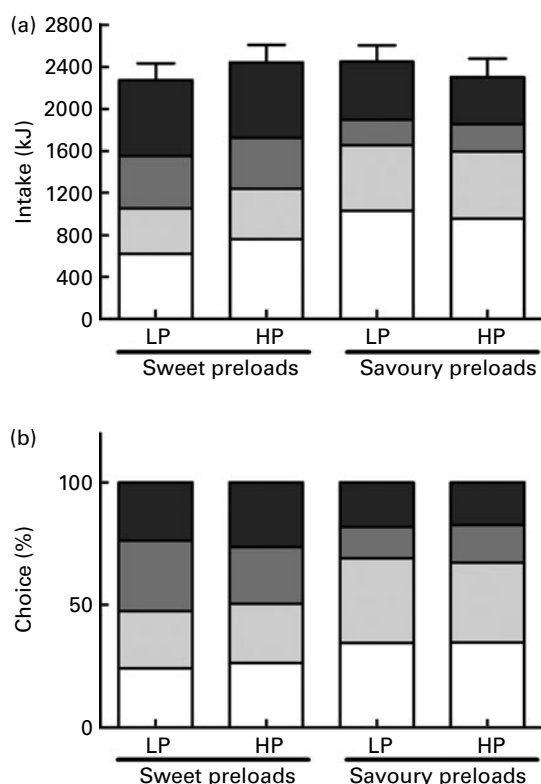 (a)
2800
2400
2000
1600
1200
800
400
0
Intake (kJ)
LP HP LP HP
Sweet preloads Savoury preloads
(b)
100
50
0
Choice (%)
LP HP LP HP
Sweet preloads Savoury preloads